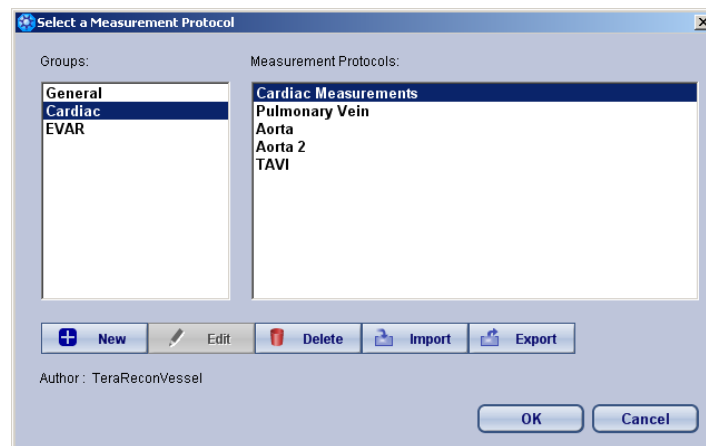 Select a Measurement Protocol
Groups:
Measurement Protocols:
General
Cardiac
EVAR
Cardiac Measurements
Pulmonary Vein
Aorta
Aorta 2
TAVI
New
Edit
Delete
Import
Export
Author : TeraReconVessel
OK
Cancel